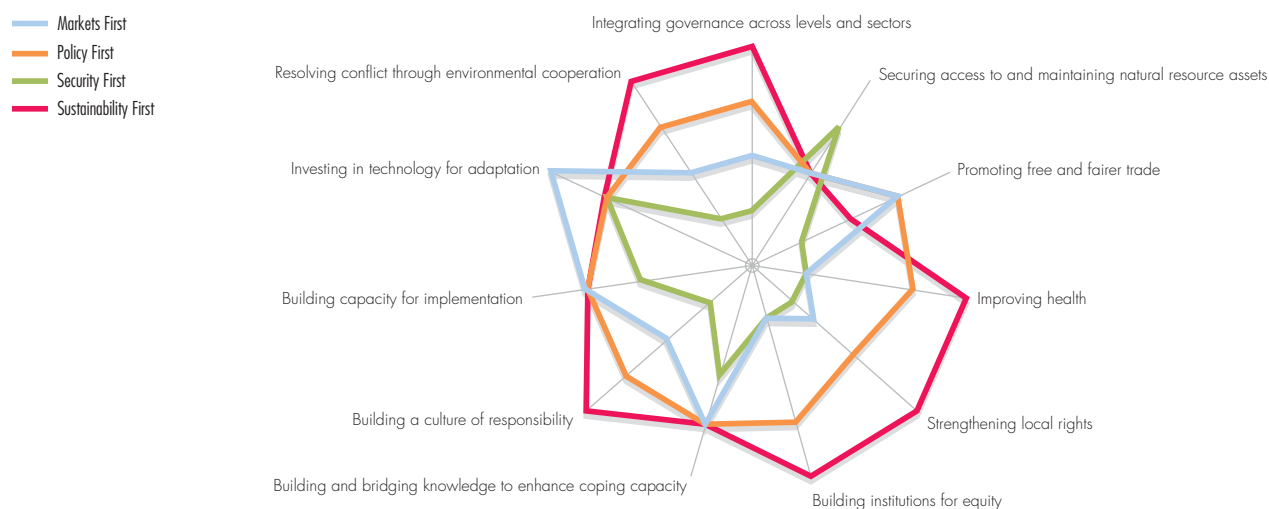 Markets First
Policy First
Security First
Sustainability First
Integrating governance across levels and sectors
Resolving conflict through environmental cooperation
Securing access to and maintaining natural resource assets
Investing in technology for adaptation
Promoting free and fairer trade
Building capacity for implementation
Improving health
Building a culture of responsibility
Strengthening local rights
Building and bridging knowledge to enhance coping capacity
Building institutions for equity